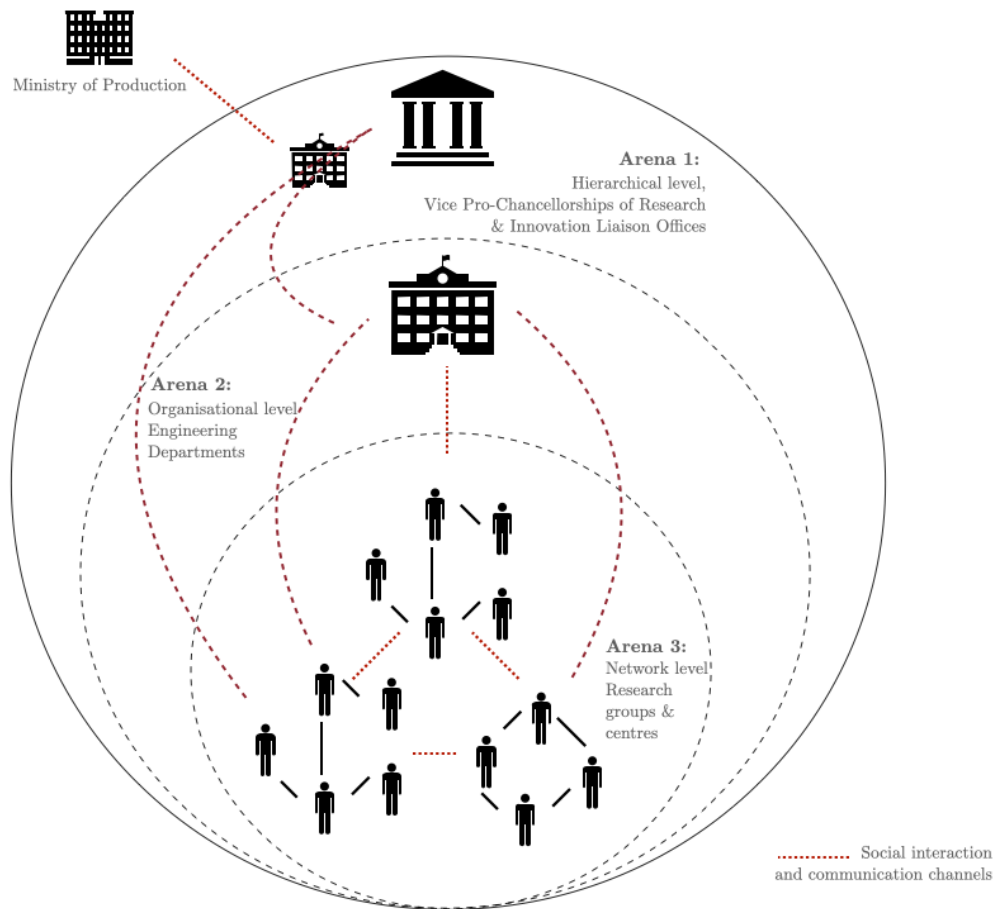 Ministry of Production
Arena 1:
Hierarchical level,
Vice Pro-Chancellorships of Research
& Innovation Liaison Offices
Arena 2:
Organisational level
Engineering
Departments
Arena 3:
Network level
Research
groups &
centres
Social interaction
and communication channels